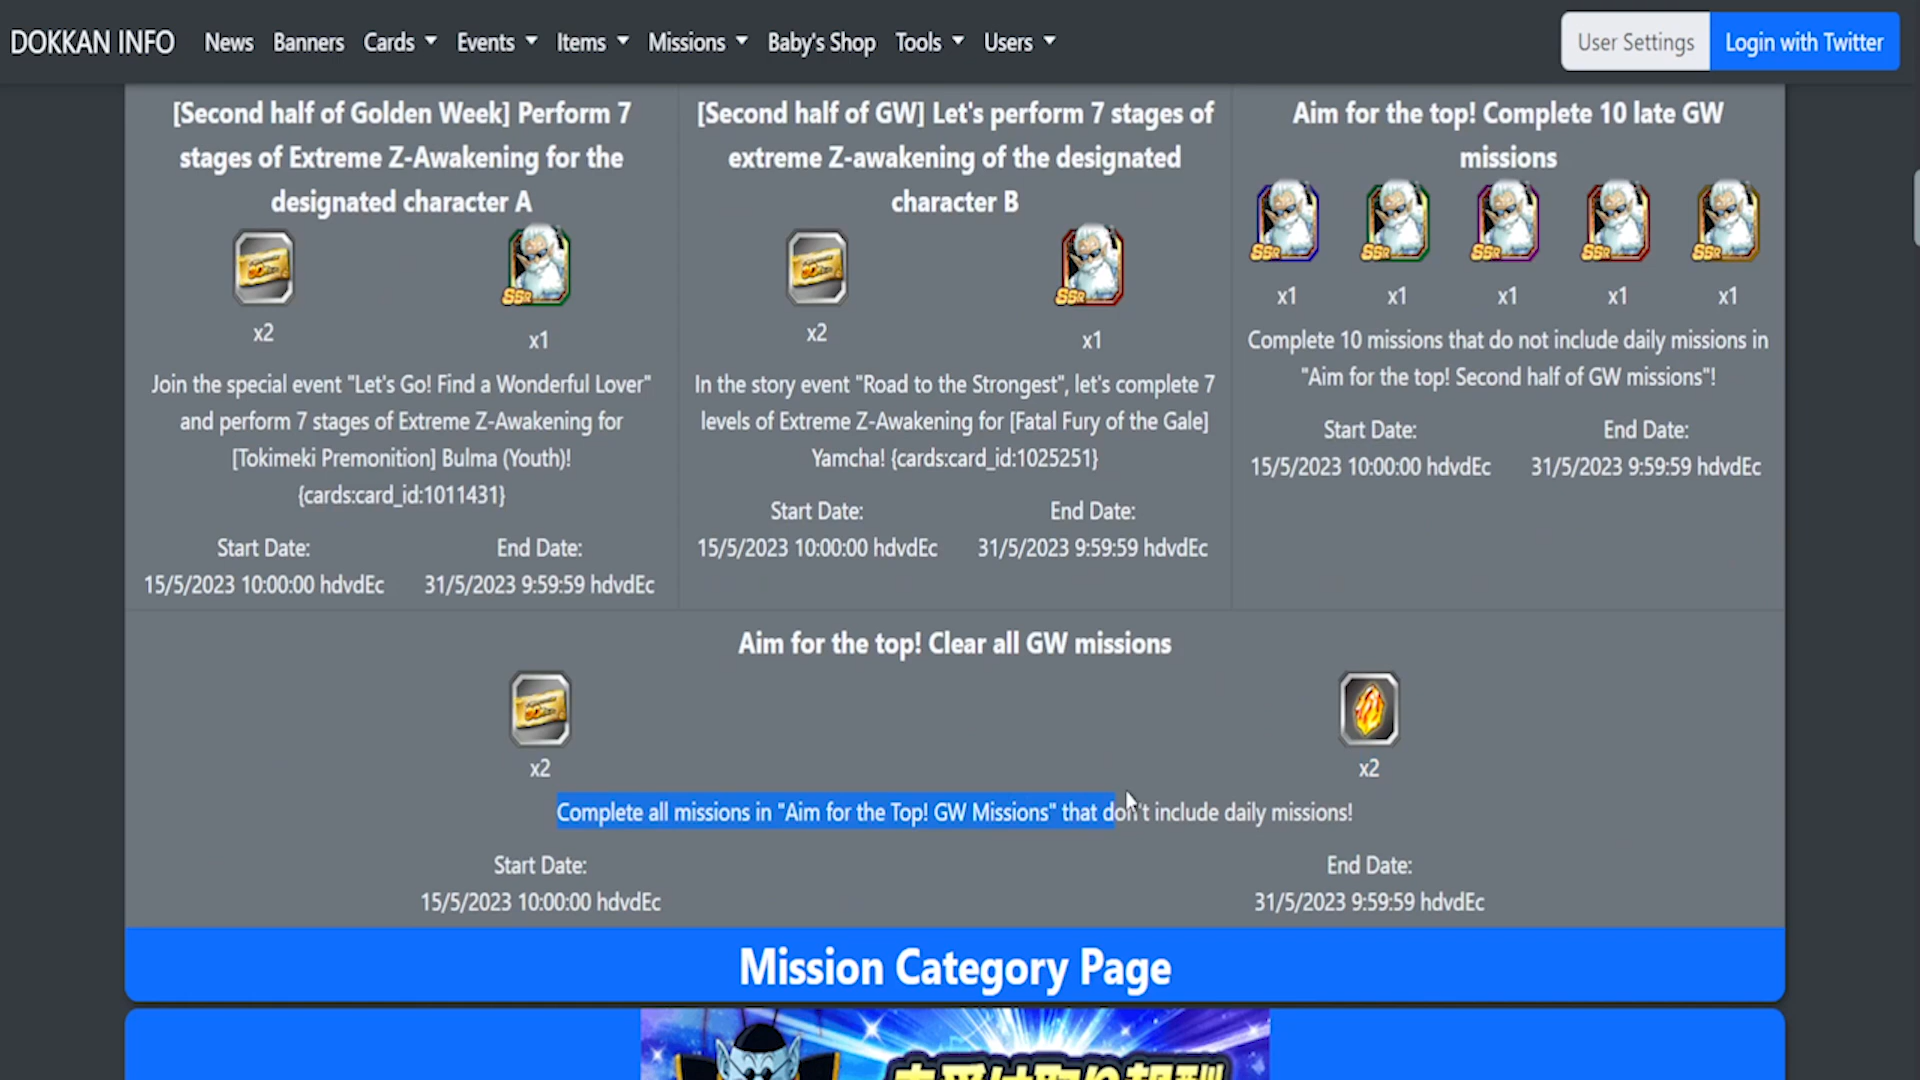 DOKKAN INFO News Banners Cards Events Items Missions Baby's Shop Tools Users User Settings Login with Twitter
[Second half of Golden Week] Perform 7
stages of Extreme Z-Awakening for the
designated character A
SSR
x2 x1
Join the special event "Let's Go! Find a Wonderful Lover"
and perform 7 stages of Extreme Z-Awakening for
[Tokimeki Premonition] Bulma (Youth)!
{cards:card_id:1011431}
Start Date: End Date:
15/5/2023 10:00:00 hdvdEc 31/5/2023 9:59:59 hdvdEc
[Second half of GW] Let's perform 7 stages of
extreme Z-awakening of the designated
character B
SSR
x2 x1
In the story event "Road to the Strongest", let's complete 7
levels of Extreme Z-Awakening for [Fatal Fury of the Gale]
Yamcha! {cards:card_id:1025251}
Start Date: End Date:
15/5/2023 10:00:00 hdvdEc 31/5/2023 9:59:59 hdvdEc
Aim for the top! Complete 10 late GW
missions
SSR SSR SSR SSR SSR
x1 x1 x1 x1 x1
Complete 10 missions that do not include daily missions in
"Aim for the top! Second half of GW missions"!
Start Date: End Date:
15/5/2023 10:00:00 hdvdEc 31/5/2023 9:59:59 hdvdEc
Aim for the top! Clear all GW missions
x2 x2
Complete all missions in "Aim for the Top! GW Missions" that don't include daily missions!
Start Date: End Date:
15/5/2023 10:00:00 hdvdEc 31/5/2023 9:59:59 hdvdEc
Mission Category Page